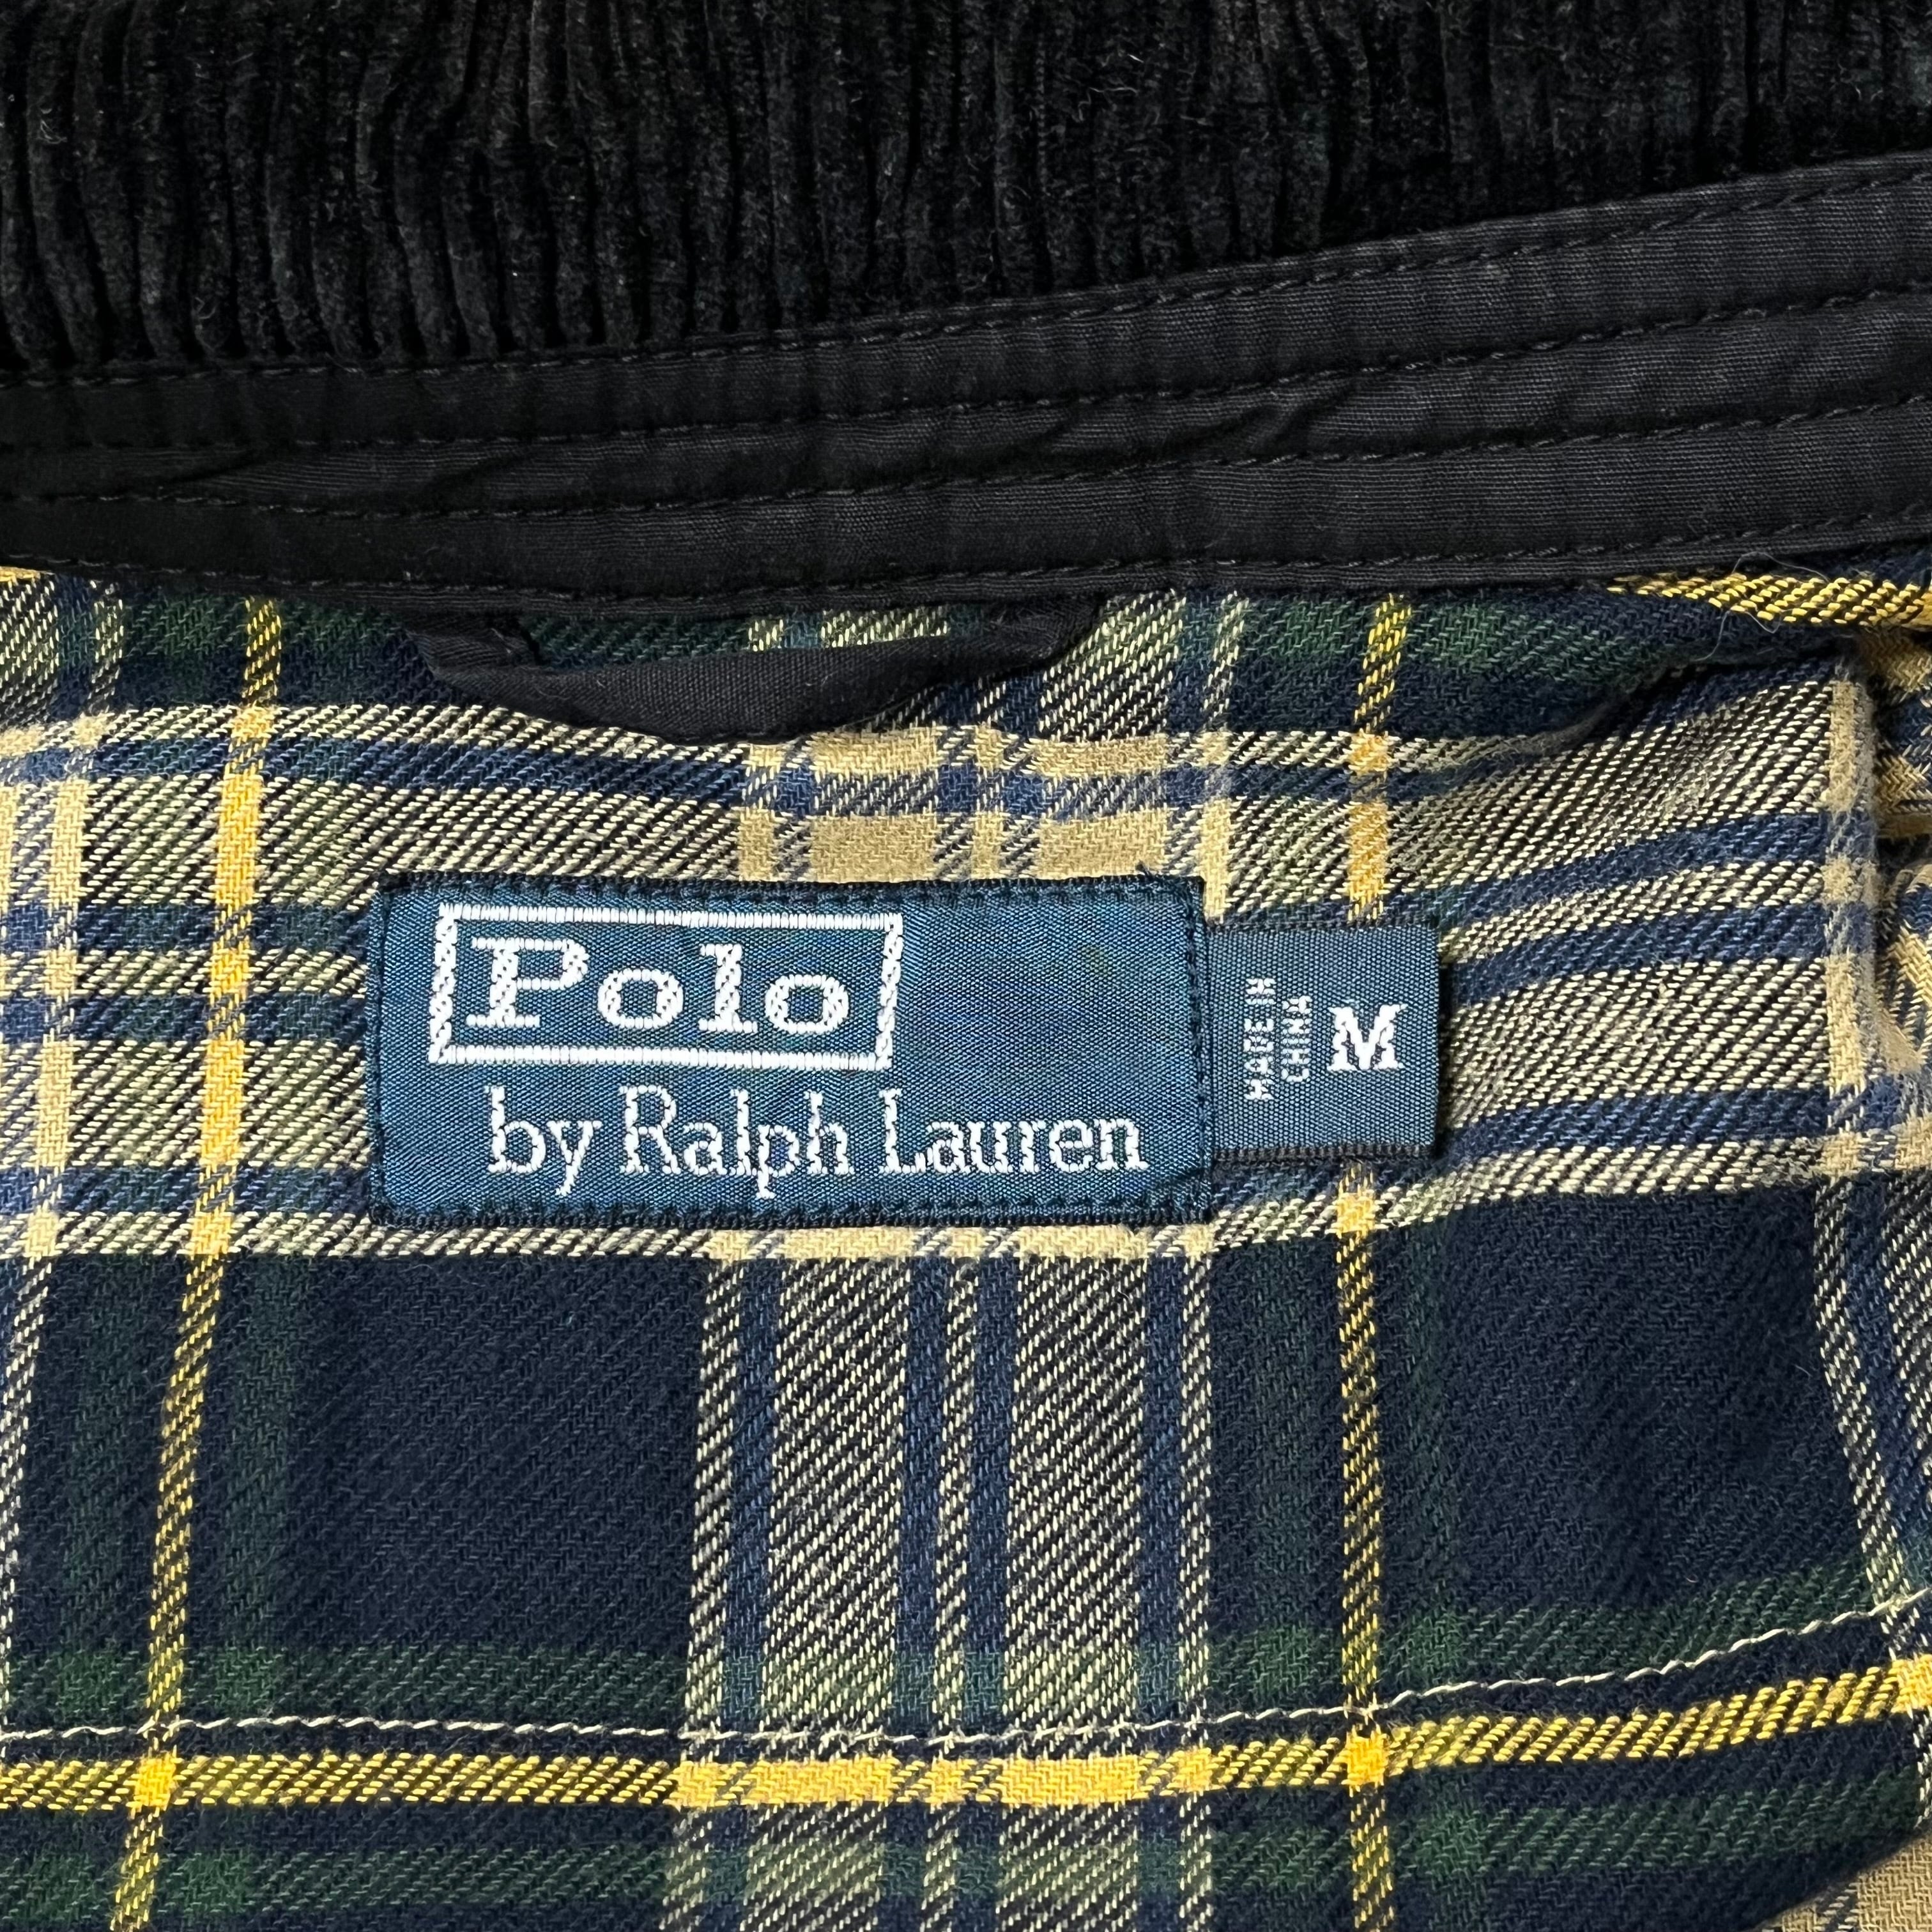 Polo
by Ralph Lauren
MADE IN
CHINA
M